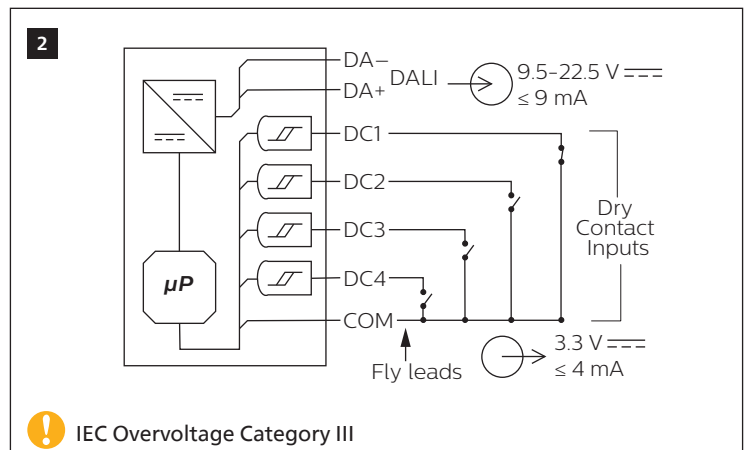 2
DA–
DA+
DALI
9.5-22.5 V
≤ 9 mA
DC1
DC2
DC3
DC4
COM
Dry
Contact
Inputs
µP
Fly leads
3.3 V
≤ 4 mA
!
IEC Overvoltage Category III